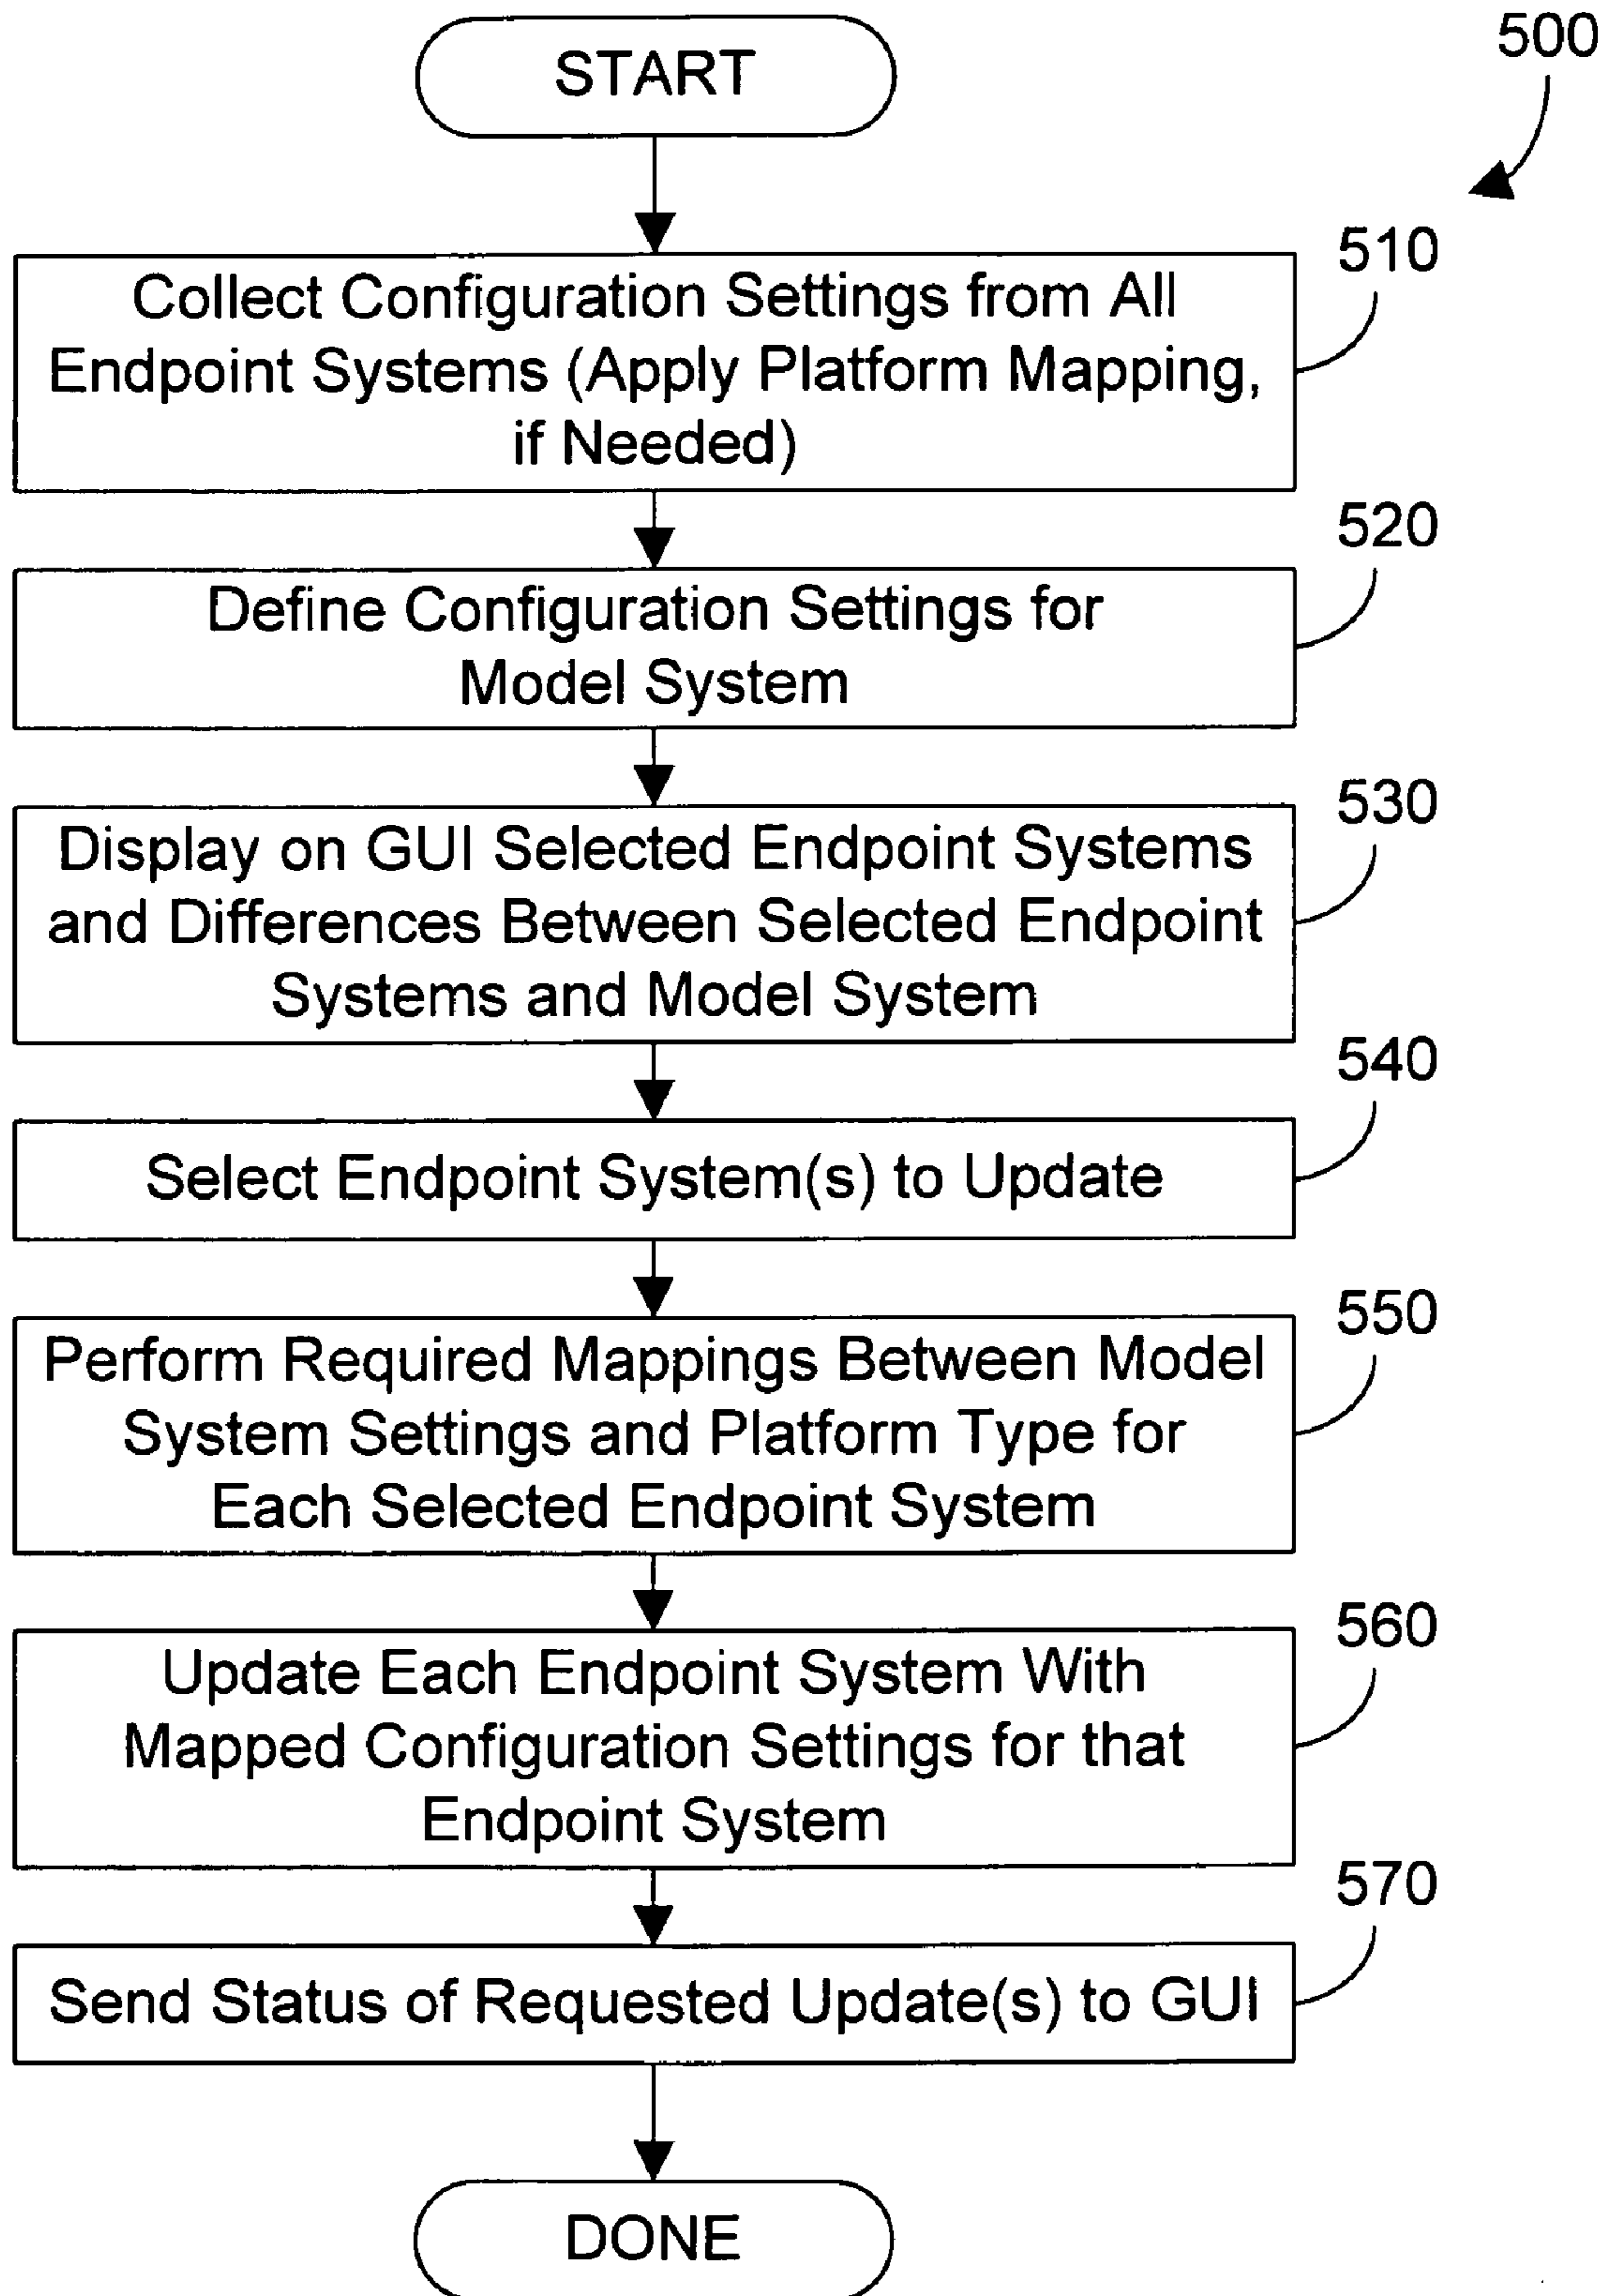 START
500
510
Collect Configuration Settings from All
Endpoint Systems (Apply Platform Mapping,
if Needed)
520
Define Configuration Settings for
Model System
530
Display on GUI Selected Endpoint Systems
and Differences Between Selected Endpoint
Systems and Model System
540
Select Endpoint System(s) to Update
550
Perform Required Mappings Between Model
System Settings and Platform Type for
Each Selected Endpoint System
560
Update Each Endpoint System With
Mapped Configuration Settings for that
Endpoint System
570
Send Status of Requested Update(s) to GUI
DONE